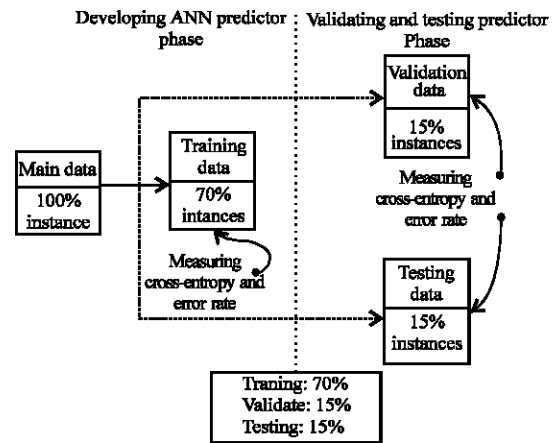 Developing ANN predictor
phase
Validating and testing predictor
Phase
Main data
100%
instance
Training
data
70%
intances
Measuring
cross-entropy and
error rate
Validation
data
15%
instances
Measuring
cross-entropy and
error rate
Testing
data
15%
instances
Traning: 70%
Validate: 15%
Testing: 15%